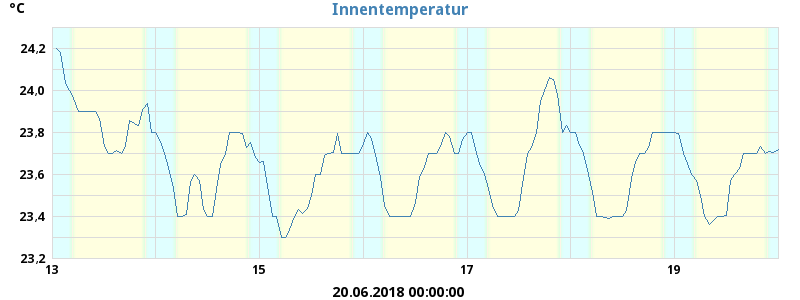 °C
Innentemperatur
24,2
24,0
23,8
23,6
23,4
23,2
13 15 17 19
20.06.2018 00:00:00